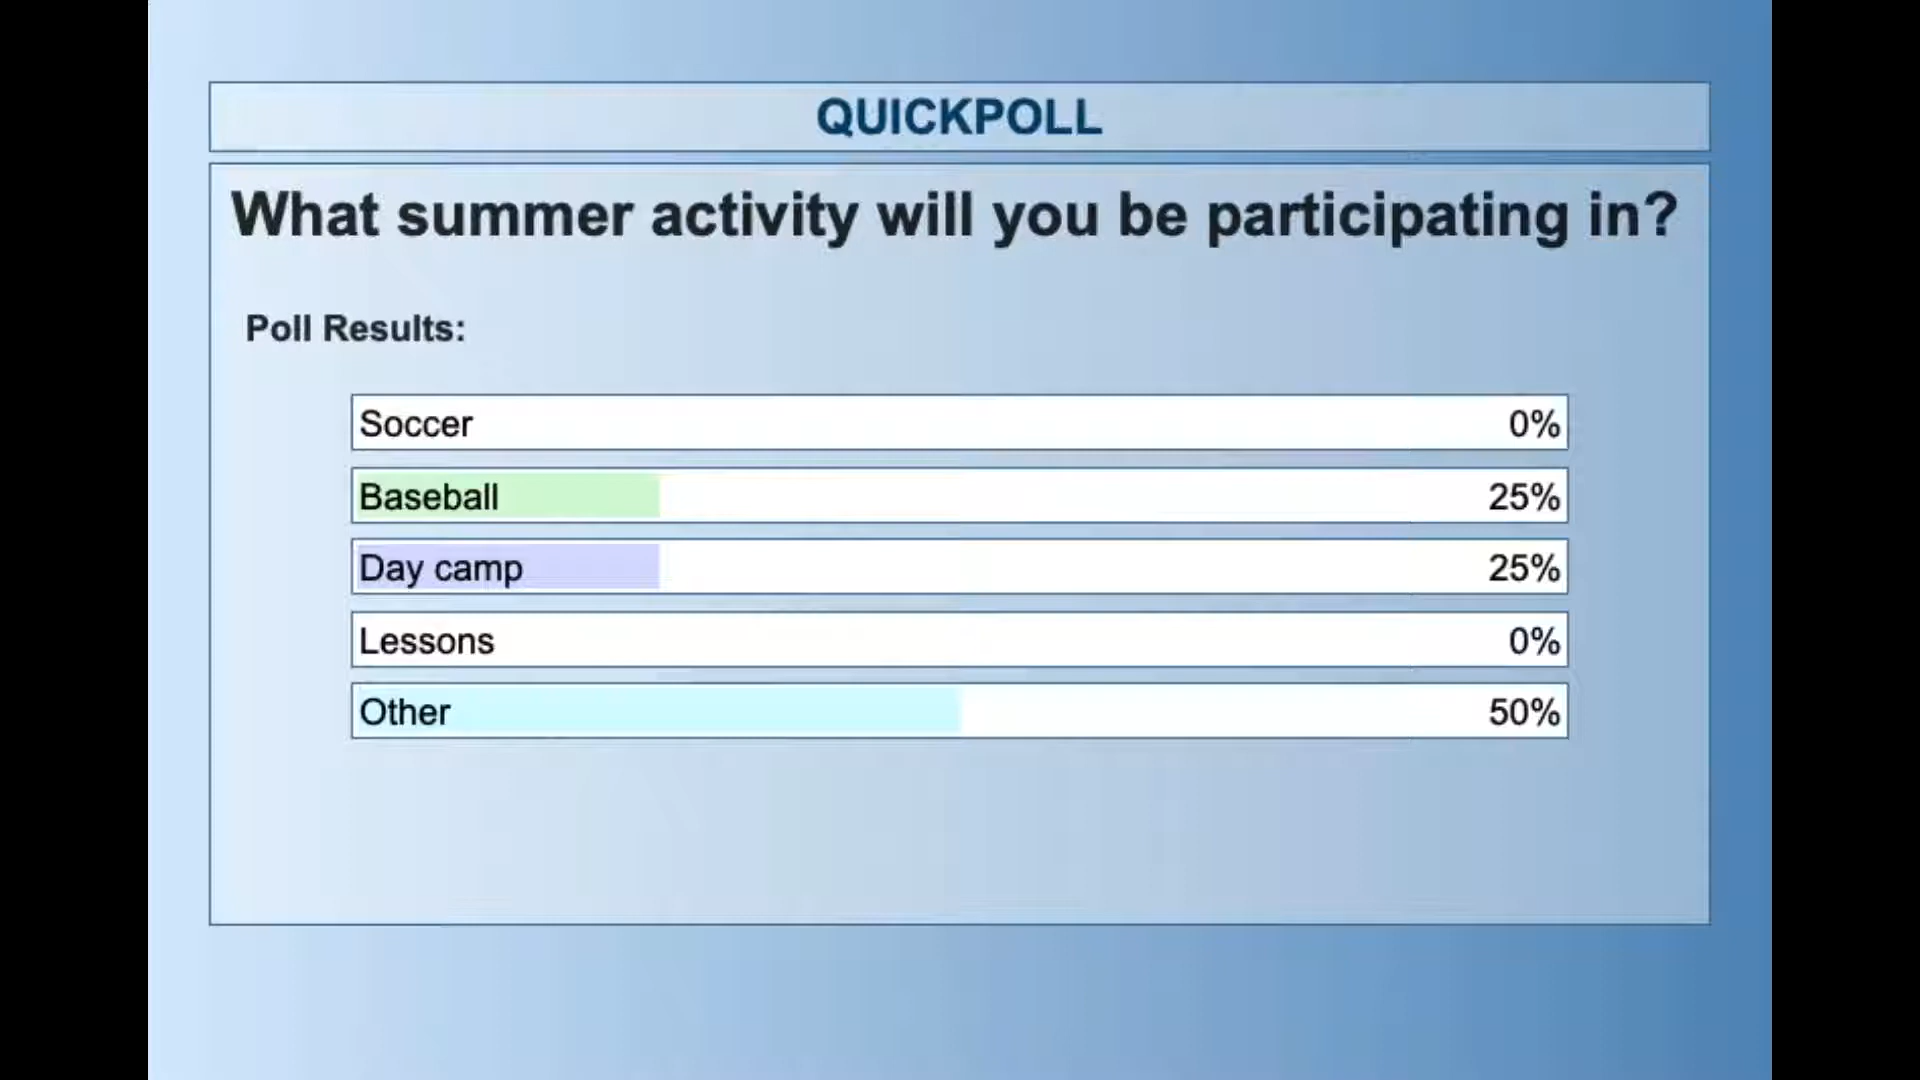 QUICKPOLL
What summer activity will you be participating in?
Poll Results:
Soccer 0%
Baseball 25%
Day camp 25%
Lessons 0%
Other 50%